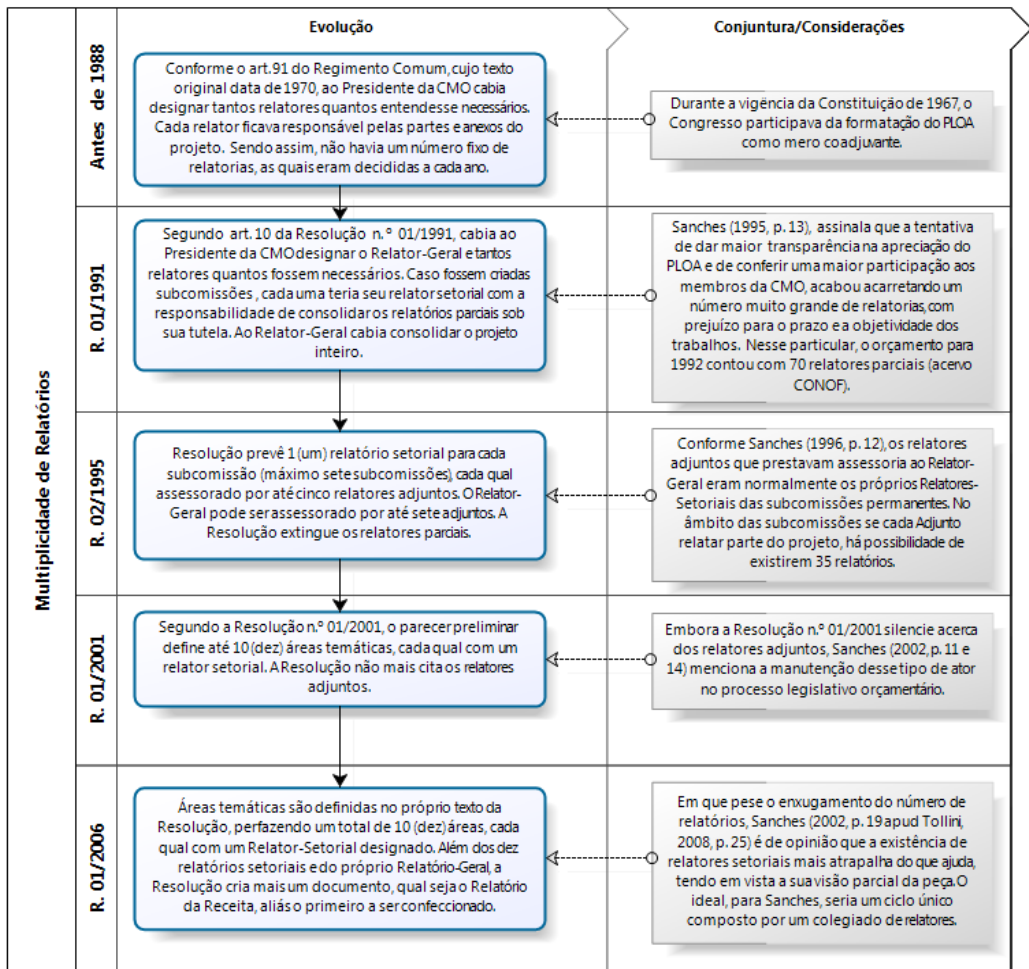 Evolução
Conjuntura/Considerações
Multiplicidade de Relatórios
Antes de 1988
Conforme o art.91 do Regimento Comum, cujo texto
original data de 1970, ao Presidente da CMO cabia
designar tantos relatores quantos entendesse necessários.
Cada relator ficava responsável pelas partes e anexos do
projeto. Sendo assim, não havia um número fixo de
relatorias, as quais eram decididas a cada ano.
Durante a vigência da Constituição de 1967, o
Congresso participava da formatação do PLOA
como mero coadjuvante.
R. 01/1991
Segundo art.10 da Resolução n.º 01/1991, cabia ao
Presidente da CMO designar o Relator-Geral e tantos
relatores quantos fossem necessários. Caso fossem criadas
subcomissões , cada uma teria seu relator setorial com a
responsabilidade de consolidar os relatórios parciais sob
sua tutela. Ao Relator-Geral cabia consolidar o projeto
inteiro.
Sanches (1995, p. 13), assinala que a tentativa
de dar maior transparência na apreciação do
PLOA e de conferir uma maior participação aos
membros da CMO, acabou acarretando um
número muito grande de relatorias, com
prejuízo para o prazo e a objetividade dos
trabalhos. Nesse particular, o orçamento para
1992 contou com 70 relatores parciais (acervo
CONOF).
R. 02/1995
Resolução prevê 1 (um) relatório setorial para cada
subcomissão (máximo sete subcomissões), cada qual
assessorado por até cinco relatores adjuntos. O Relator-
Geral pode ser assessorado por até sete adjuntos. A
Resolução extingue os relatores parciais.
Conforme Sanches (1996, p. 12), os relatores
adjuntos que prestavam assessoria ao Relator-
Geral eram normalmente os próprios Relatores-
Setoriais das subcomissões permanentes. No
âmbito das subcomissões se cada Adjunto
relatar parte do projeto, há possibilidade de
existirem 35 relatórios.
R. 01/2001
Segundo a Resolução n.º 01/2001, o parecer preliminar
define até 10 (dez) áreas temáticas, cada qual com um
relator setorial. A Resolução não mais cita os relatores
adjuntos.
Embora a Resolução n.º 01/2001 silencie acerca
dos relatores adjuntos, Sanches (2002, p. 11 e
14) menciona a manutenção desse tipo de ator
no processo legislativo orçamentário.
R. 01/2006
Áreas temáticas são definidas no próprio texto da
Resolução, perfazendo um total de 10 (dez) áreas, cada
qual com um Relator-Setorial designado. Além dos dez
relatórios setoriais e do próprio Relatório-Geral, a
Resolução cria mais um documento, qual seja o Relatório
da Receita, aliás o primeiro a ser confeccionado.
Em que pese o enxugamento do número de
relatórios, Sanches (2002, p. 19 apud Tollini,
2008, p. 25) é de opinião que a existência de
relatores setoriais mais atrapalha do que ajuda,
tendo em vista a sua visão parcial da peça. O
ideal, para Sanches, seria um ciclo único
composto por um colegiado de relatores.